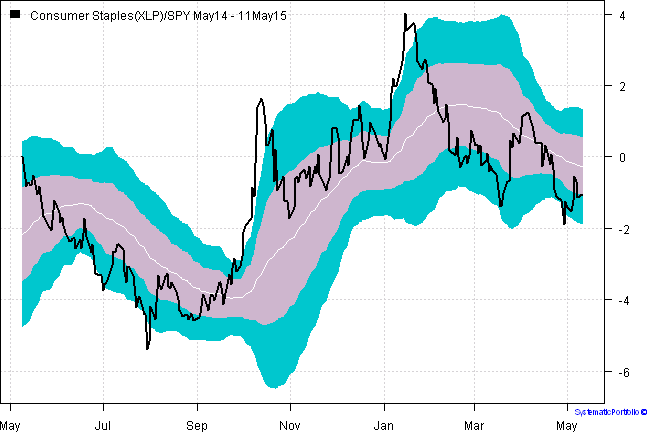 Consumer Staples(XLP)/SPY May14 - 11May15
4
2
0
-2
-4
-6
May Jul Sep Nov Jan Mar May
SystematicPortfolio ©